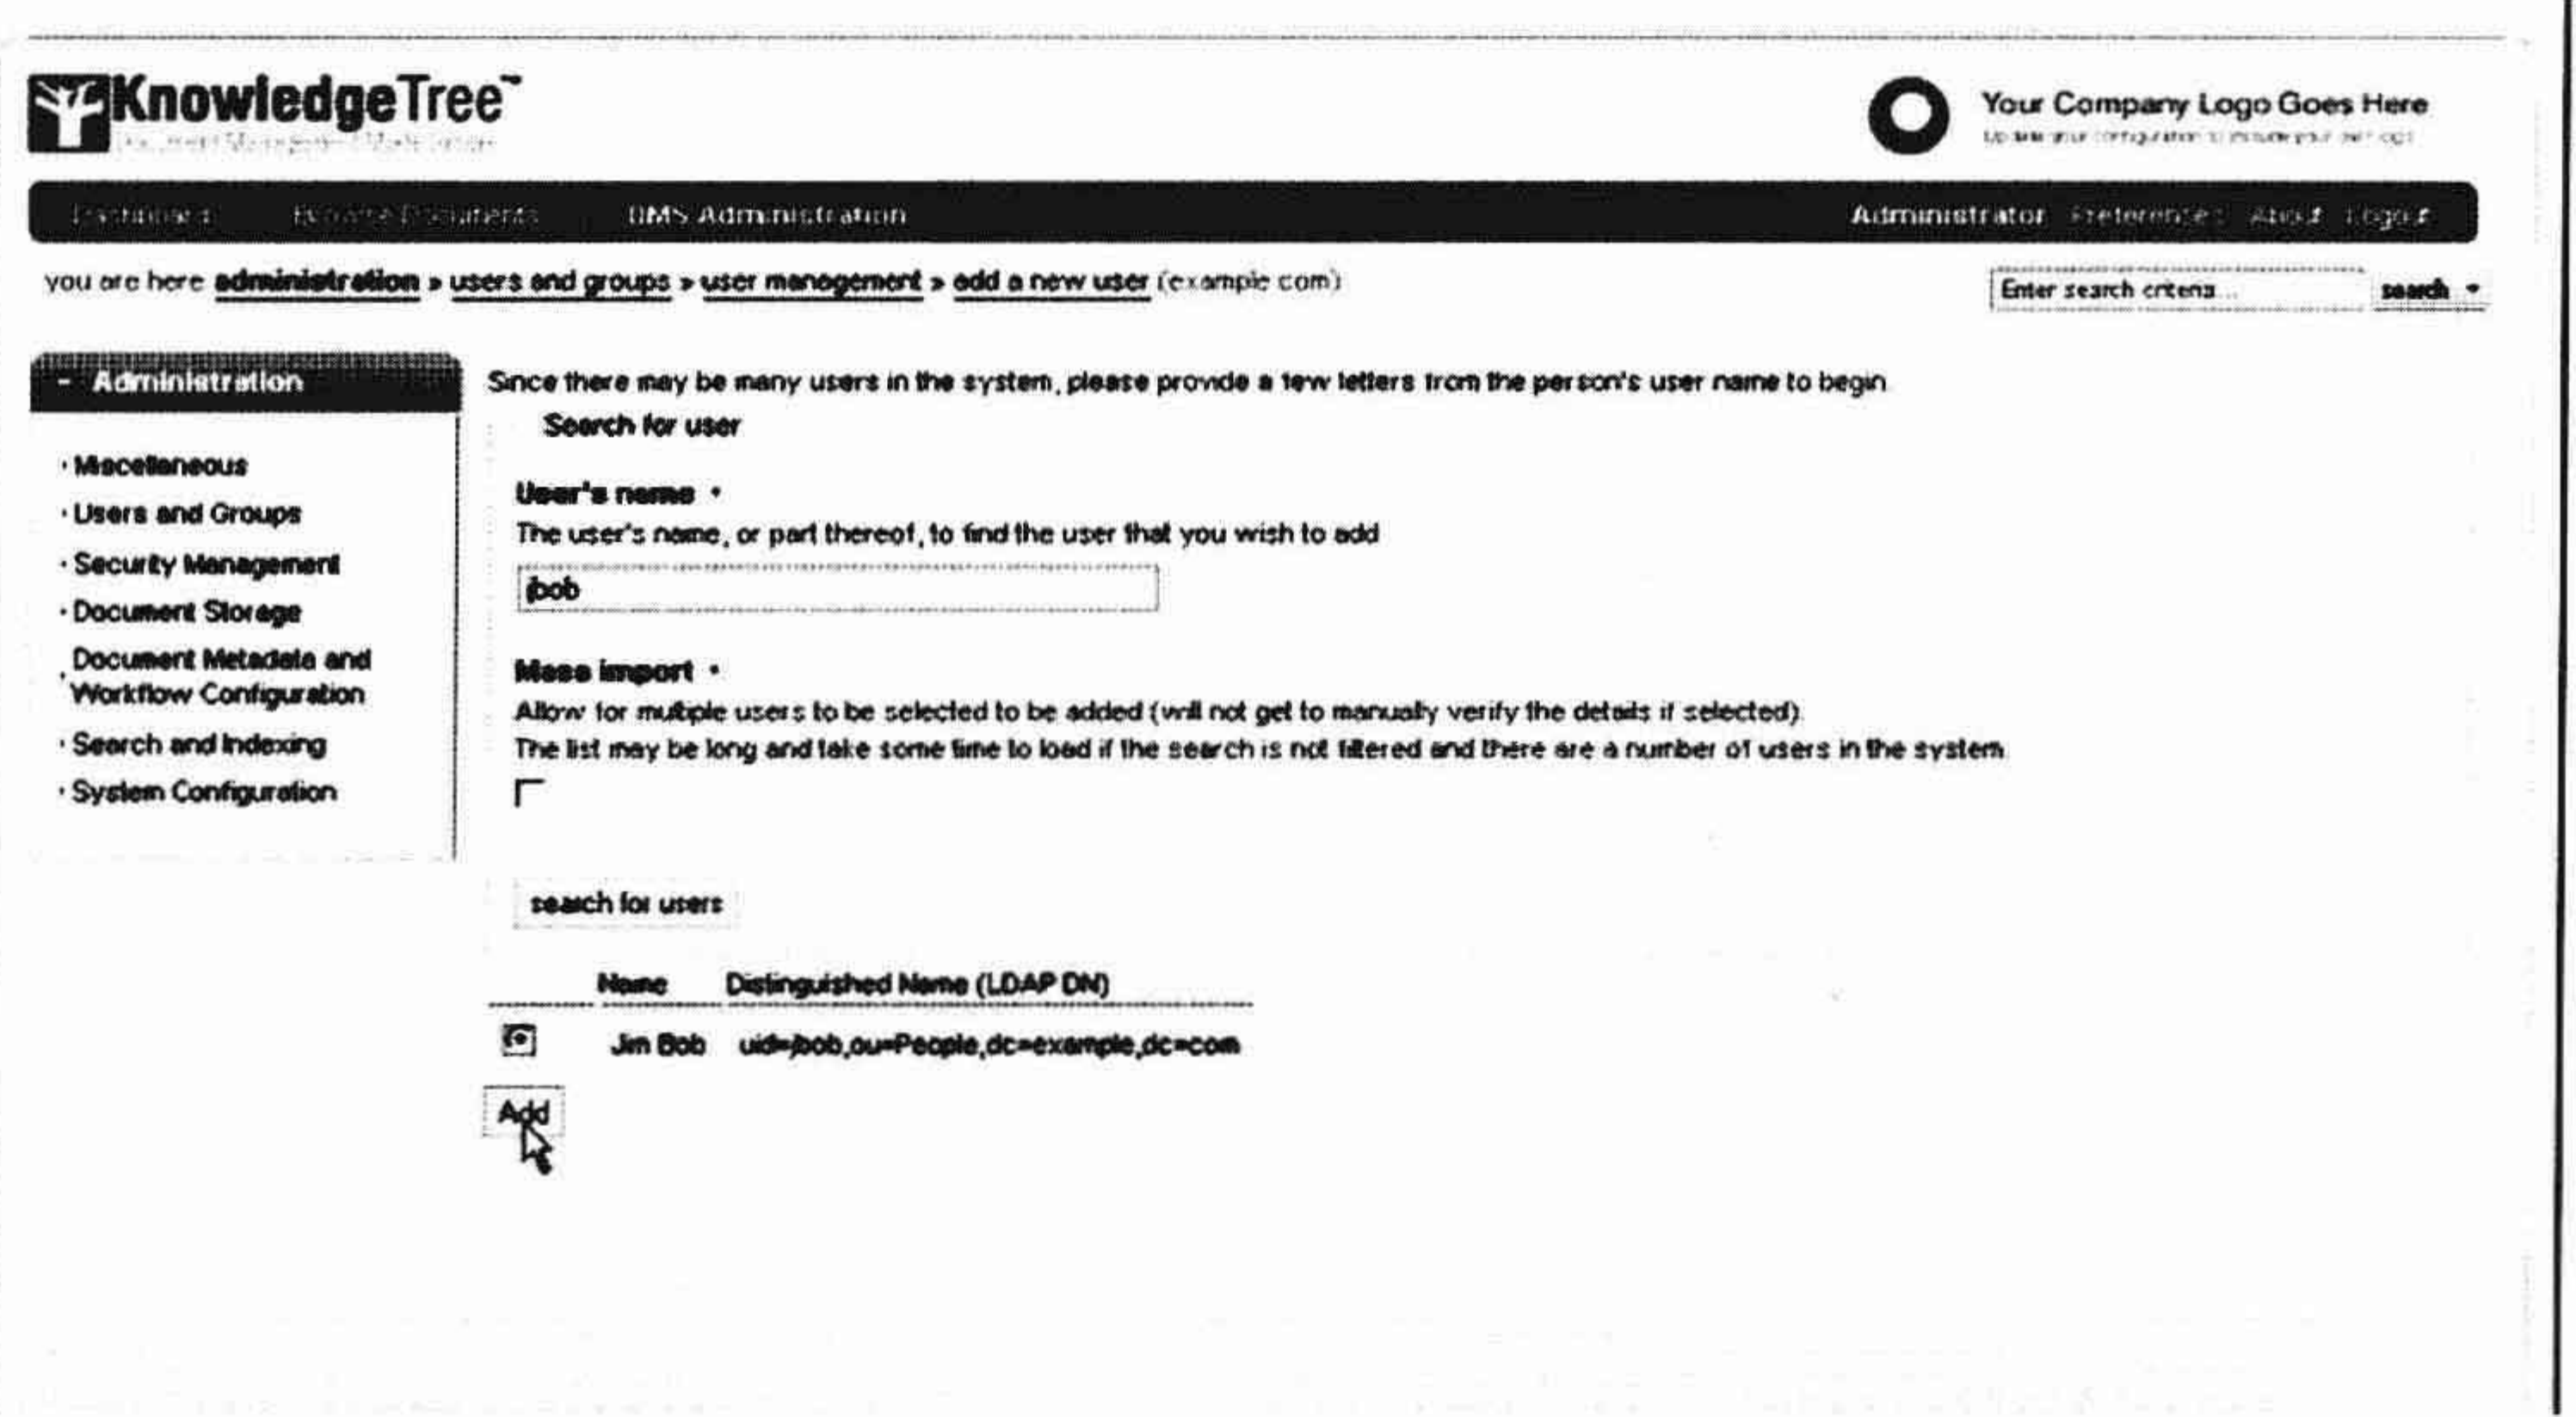 KnowledgeTree™
Your Company Logo Goes Here
DMS Administration
Administrator Preferences About Logout
you are here administration » users and groups » user management » add a new user (example com)
Enter search criteria...
search
- Administration
· Miscellaneous
· Users and Groups
· Security Management
· Document Storage
· Document Metadata and
Workflow Configuration
· Search and Indexing
· System Configuration
Since there may be many users in the system, please provide a few letters from the person's user name to begin
Search for user
User's name •
The user's name, or part thereof, to find the user that you wish to add
jbob
Mass import •
Allow for multiple users to be selected to be added (will not get to manually verify the details if selected).
The list may be long and take some time to load if the search is not filtered and there are a number of users in the system
search for users
Name Distinguished Name (LDAP DN)
Jim Bob uid=jbob,ou=People,dc=example,dc=com
Add